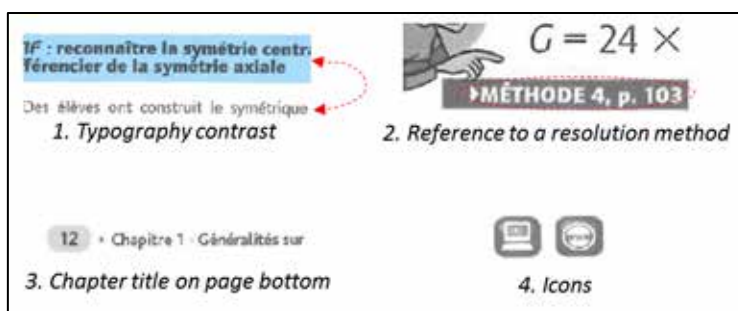 IF : reconnaître la symétrie centr
férencier de la symétrie axiale
Des élèves ont construit le symétrique
1. Typography contrast
G = 24 ×
MÉTHODE 4, p. 103
2. Reference to a resolution method
12 • Chapitre 1 - Généralités sur
3. Chapter title on page bottom
4. Icons